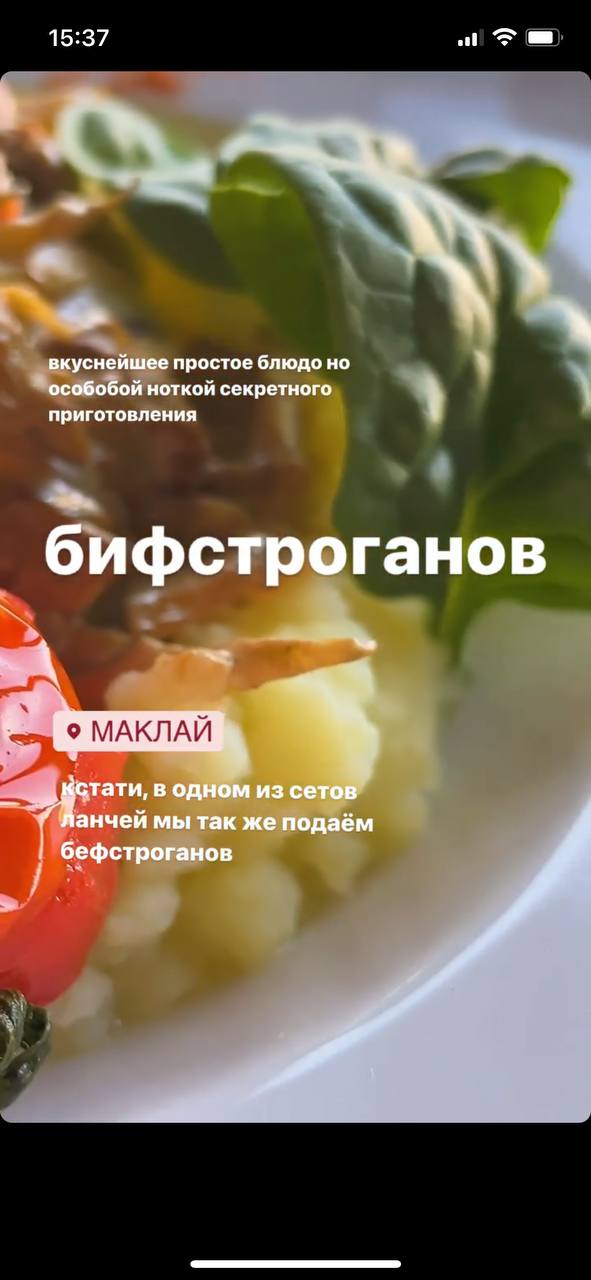 15:37
вкуснейшее простое блюдо но
особобой ноткой секретного
приготовления
бифстроганов
МАКЛАЙ
кстати, в одном из сетов
ланчей мы так же подаём
бефстроганов